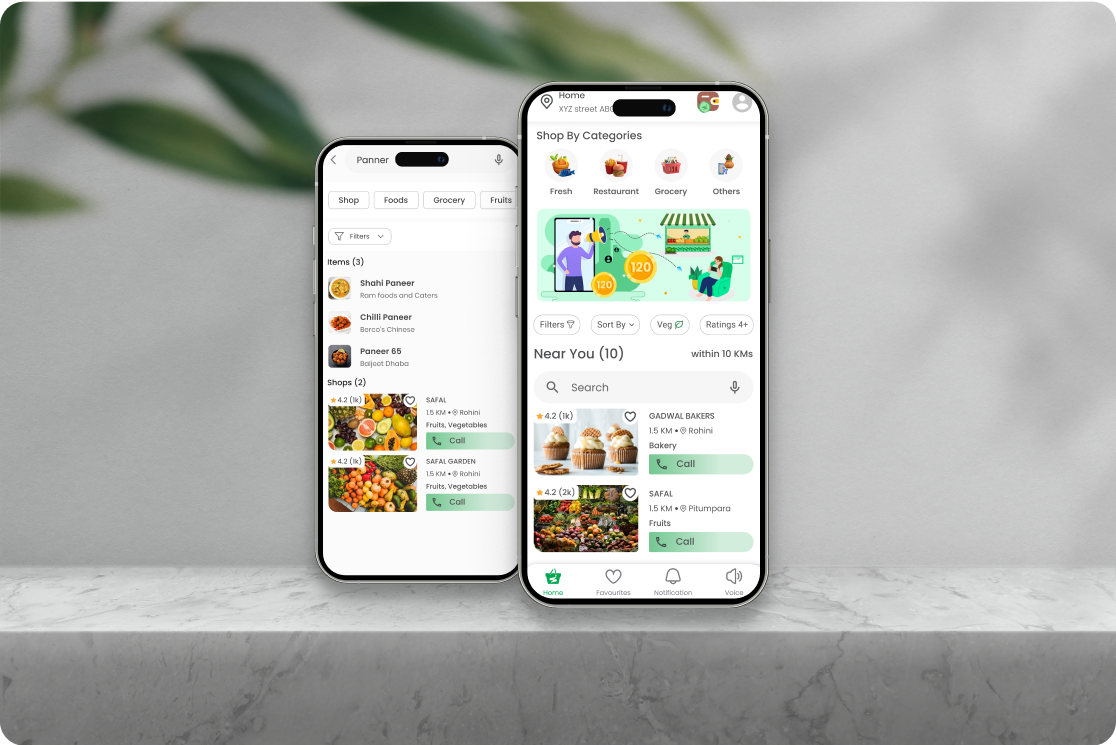 Panner
Shop
Foods
Grocery
Fruits
Filters
Items (3)
Shahi Paneer
Ram foods and Caters
Chilli Paneer
Berco's Chinese
Paneer 65
Baljeet Dhaba
Shops (2)
4.2 (1k)
SAFAL
1.5 KM • Rohini
Fruits, Vegetables
Call
4.2 (1k)
SAFAL GARDEN
1.5 KM • Rohini
Fruits, Vegetables
Call
Home
XYZ street ABC
Shop By Categories
Fresh
Restaurant
Grocery
Others
120
120
Filters
Sort By
Veg
Ratings 4+
Near You (10)
within 10 KMs
Search
4.2 (1k)
GADWAL BAKERS
1.5 KM • Rohini
Bakery
Call
4.2 (2k)
SAFAL
1.5 KM • Pitumpara
Fruits
Call
Home
Favourites
Notification
Voice